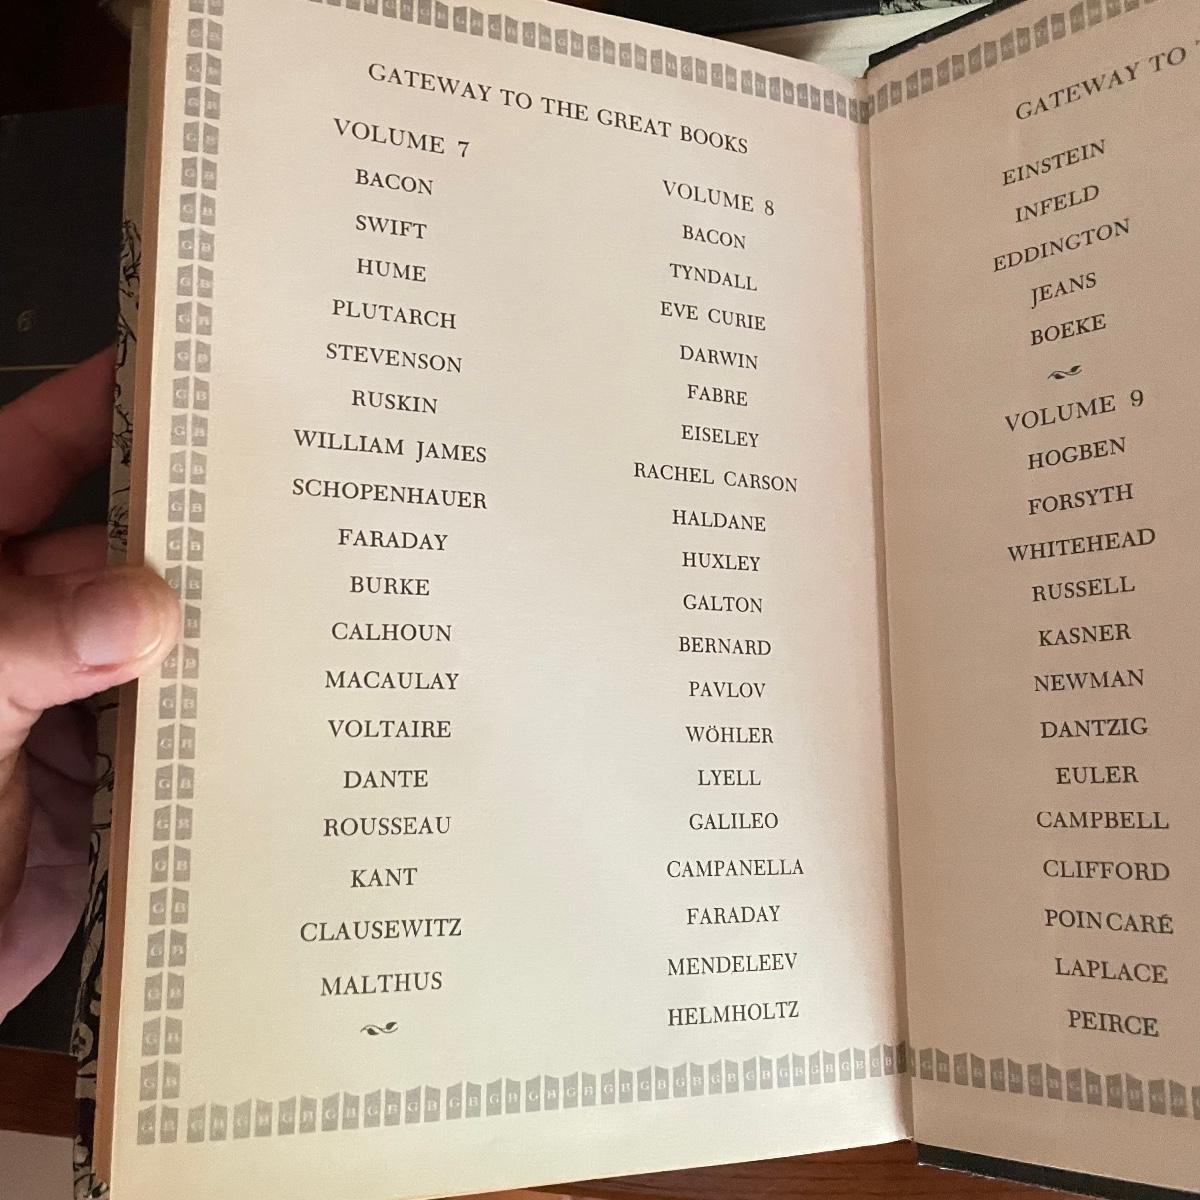 GATEWAY TO THE GREAT BOOKS
VOLUME 7
BACON
SWIFT
HUME
PLUTARCH
STEVENSON
RUSKIN
WILLIAM JAMES
SCHOPENHAUER
FARADAY
BURKE
CALHOUN
MACAULAY
VOLTAIRE
DANTE
ROUSSEAU
KANT
CLAUSEWITZ
MALTHUS
VOLUME 8
BACON
TYNDALL
EVE CURIE
DARWIN
FABRE
EISELEY
RACHEL CARSON
HALDANE
HUXLEY
GALTON
BERNARD
PAVLOV
WÖHLER
LYELL
GALILEO
CAMPANELLA
FARADAY
MENDELEEV
HELMHOLTZ
GATEWAY TO
EINSTEIN
INFELD
EDDINGTON
JEANS
BOEKE
VOLUME 9
HOGBEN
FORSYTH
WHITEHEAD
RUSSELL
KASNER
NEWMAN
DANTZIG
EULER
CAMPBELL
CLIFFORD
POINCARÉ
LAPLACE
PEIRCE